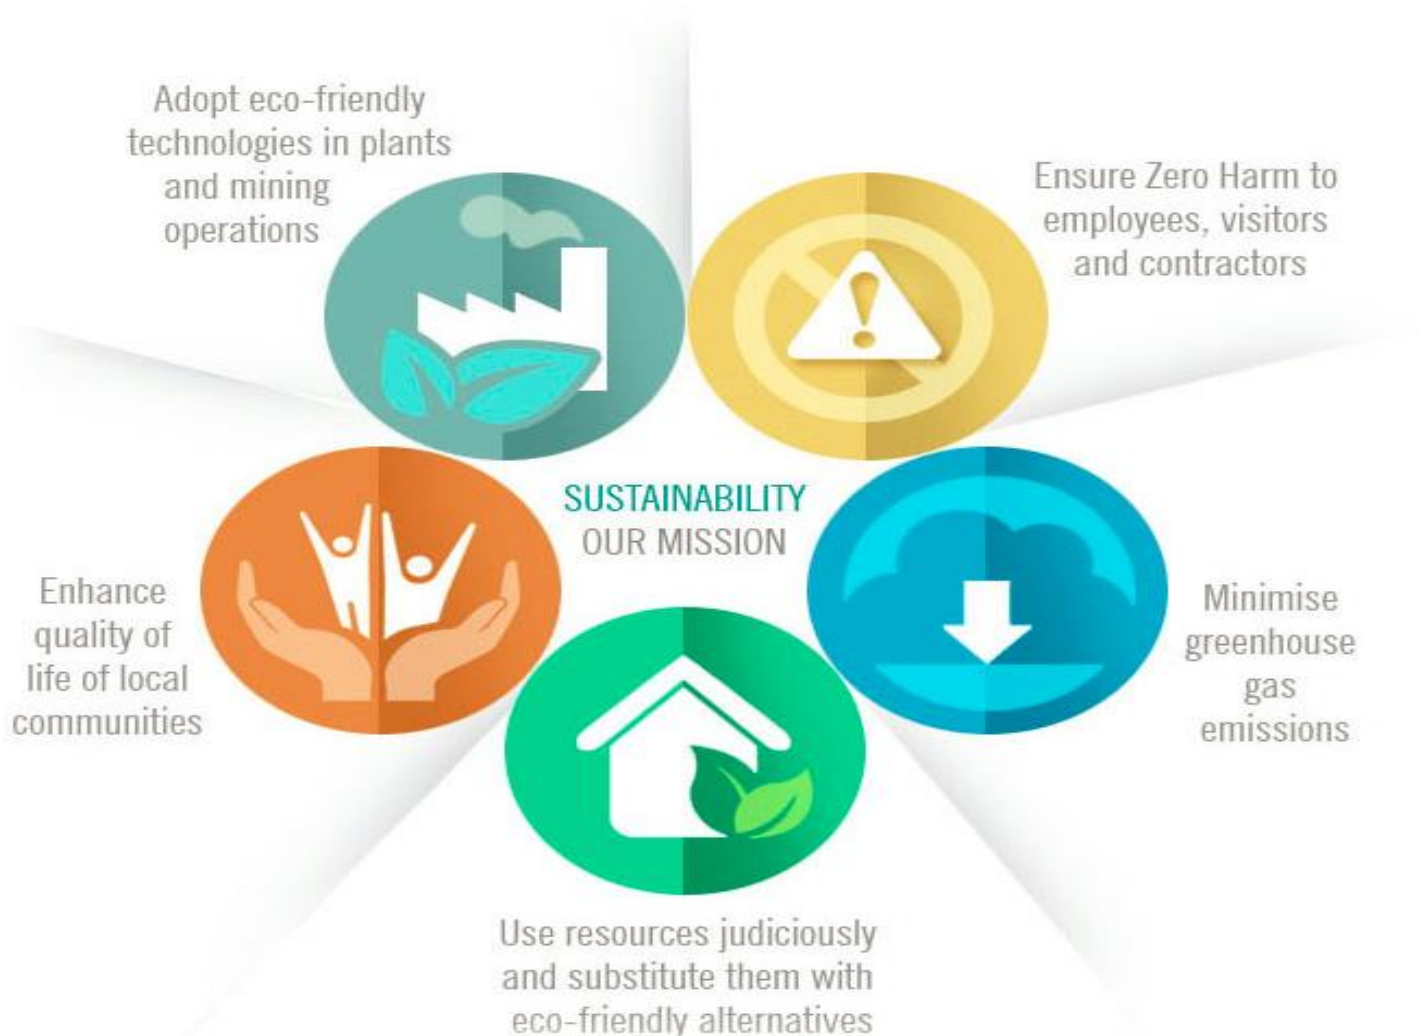 Adopt eco-friendly
technologies in plants
and mining
operations
Ensure Zero Harm to
employees, visitors
and contractors
SUSTAINABILITY
OUR MISSION
Enhance
quality of
life of local
communities
Minimise
greenhouse
gas
emissions
Use resources judiciously
and substitute them with
eco-friendly alternatives